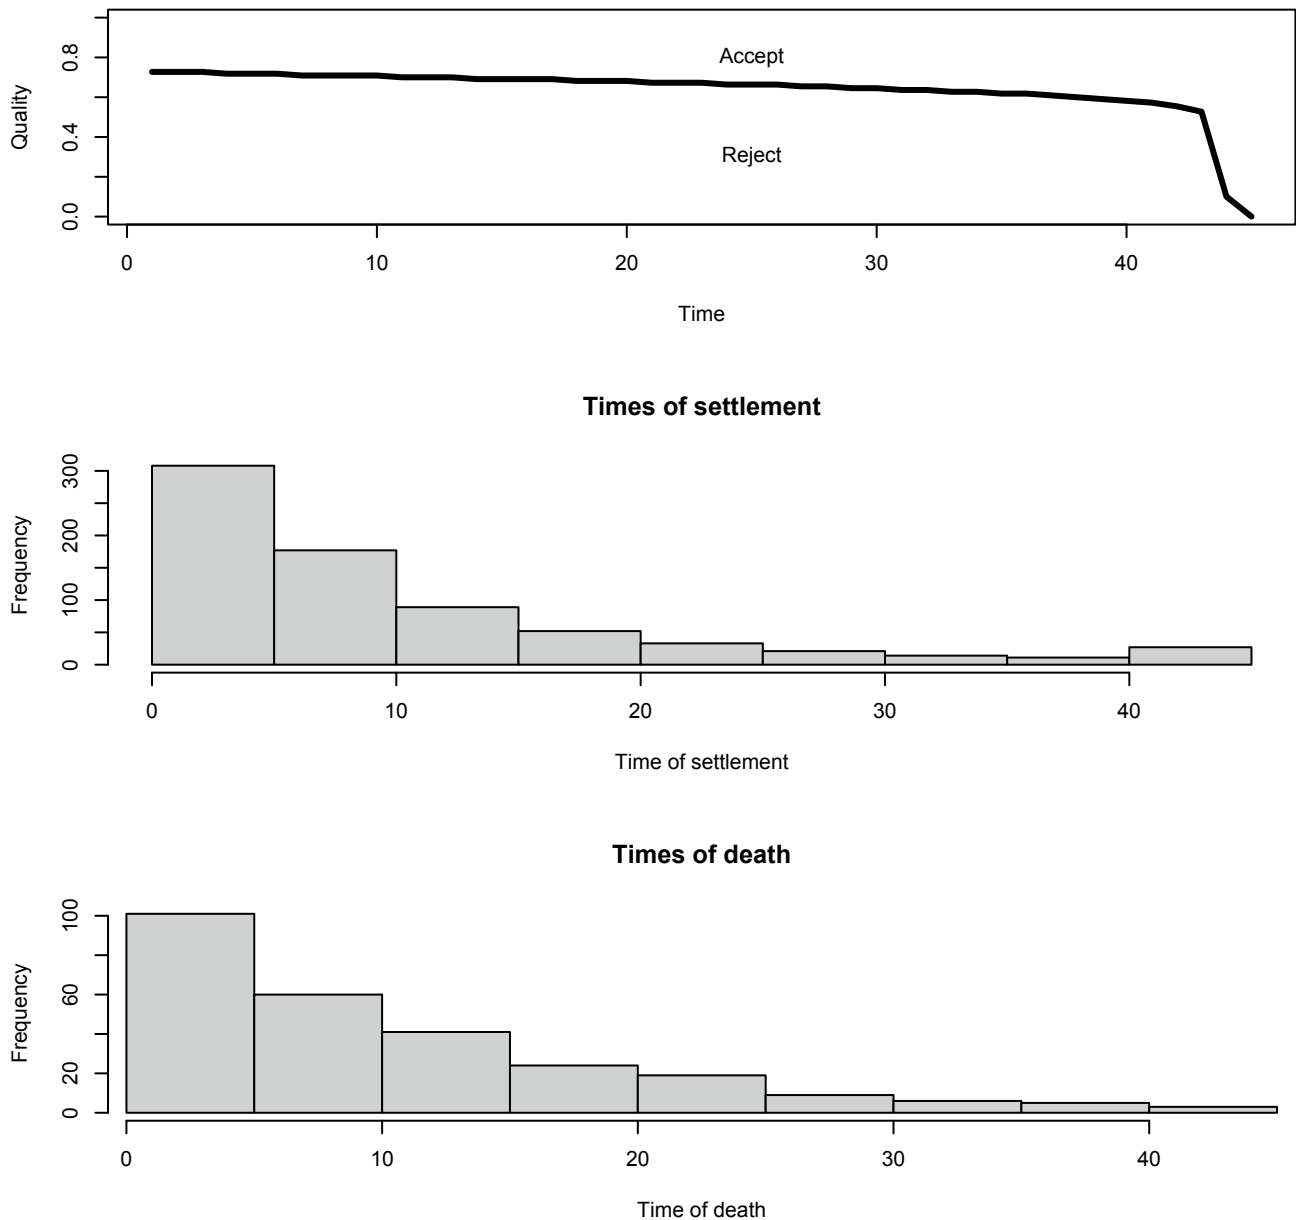 Quality
0.8
0.4
0.0
Accept
Reject
0 10 20 30 40
Time
Times of settlement
Frequency
300
200
100
0
0 10 20 30 40
Time of settlement
Times of death
Frequency
100
60
20
0
0 10 20 30 40
Time of death